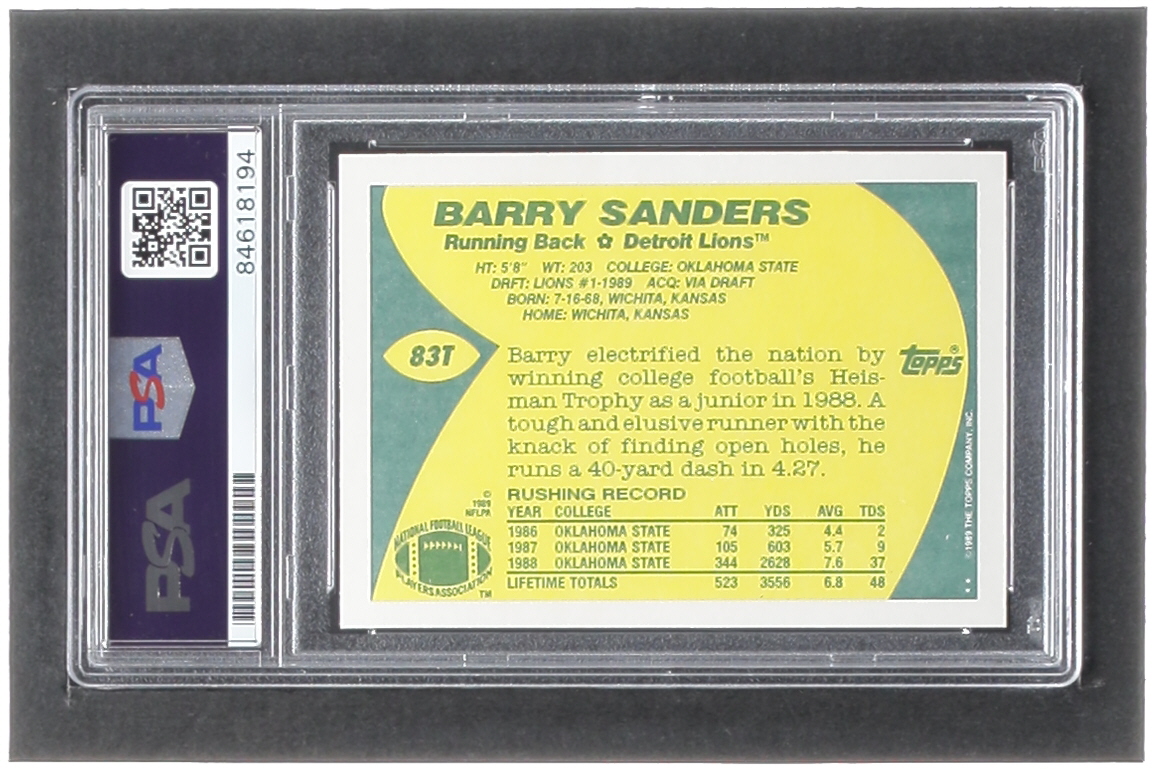 84618194
PSA
PSA
BARRY SANDERS
Running Back ✩ Detroit Lions™
HT: 5'8" WT: 203 COLLEGE: OKLAHOMA STATE
DRFT: LIONS #1-1989 ACQ: VIA DRAFT
BORN: 7-16-68, WICHITA, KANSAS
HOME: WICHITA, KANSAS
83T
Barry electrified the nation by
winning college football's Heis-
man Trophy as a junior in 1988. A
tough and elusive runner with the
knack of finding open holes, he
runs a 40-yard dash in 4.27.
topps®
RUSHING RECORD
YEAR COLLEGE ATT YDS AVG TDS
1986 OKLAHOMA STATE 74 325 4.4 2
1987 OKLAHOMA STATE 105 603 5.7 9
1988 OKLAHOMA STATE 344 2628 7.6 37
LIFETIME TOTALS 523 3556 6.8 48
©
1989
NFLPA
NATIONAL FOOTBALL LEAGUE
PLAYERS ASSOCIATION
TM
© 1989 THE TOPPS COMPANY, INC.
**